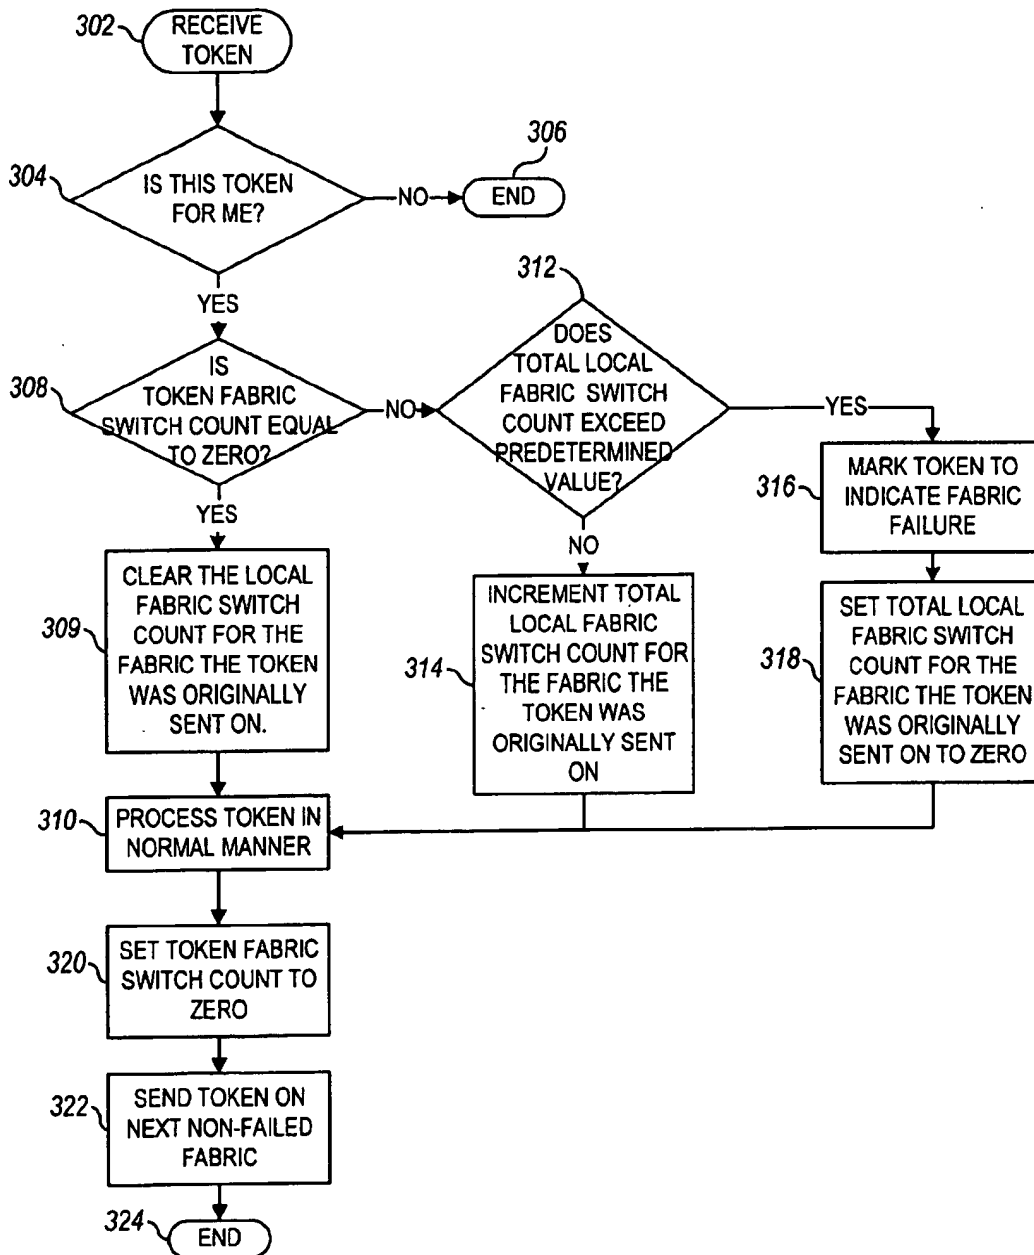 302
RECEIVE
TOKEN
304
IS THIS TOKEN
FOR ME?
NO
306
END
YES
308
IS
TOKEN FABRIC
SWITCH COUNT EQUAL
TO ZERO?
NO
312
DOES
TOTAL LOCAL
FABRIC SWITCH
COUNT EXCEED
PREDETERMINED
VALUE?
YES
316
MARK TOKEN TO
INDICATE FABRIC
FAILURE
YES
NO
309
CLEAR THE LOCAL
FABRIC SWITCH
COUNT FOR THE
FABRIC THE TOKEN
WAS ORIGINALLY
SENT ON.
314
INCREMENT TOTAL
LOCAL FABRIC
SWITCH COUNT FOR
THE FABRIC THE
TOKEN WAS
ORIGINALLY SENT
ON
318
SET TOTAL LOCAL
FABRIC SWITCH
COUNT FOR THE
FABRIC THE TOKEN
WAS ORIGINALLY
SENT ON TO ZERO
310
PROCESS TOKEN IN
NORMAL MANNER
320
SET TOKEN FABRIC
SWITCH COUNT TO
ZERO
322
SEND TOKEN ON
NEXT NON-FAILED
FABRIC
324
END